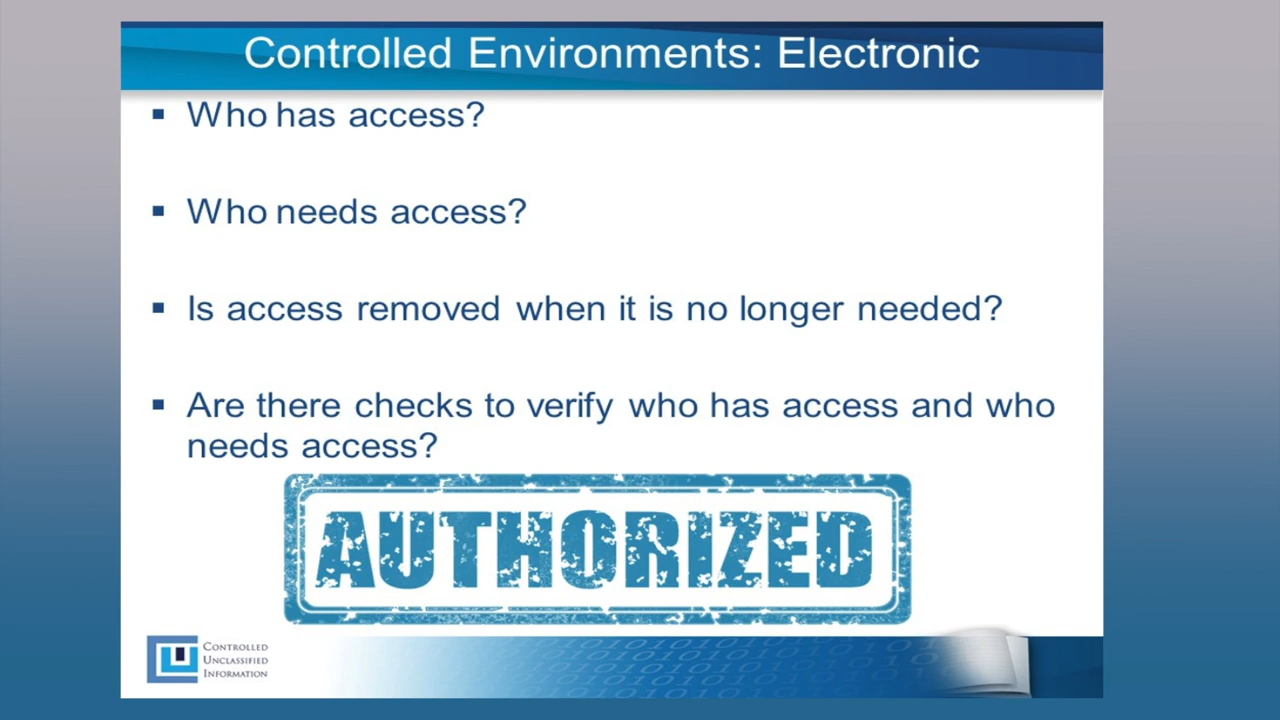 Controlled Environments: Electronic
▪ Who has access?
▪ Who needs access?
▪ Is access removed when it is no longer needed?
▪ Are there checks to verify who has access and who
needs access?
AUTHORIZED
CONTROLLED
UNCLASSIFIED
INFORMATION